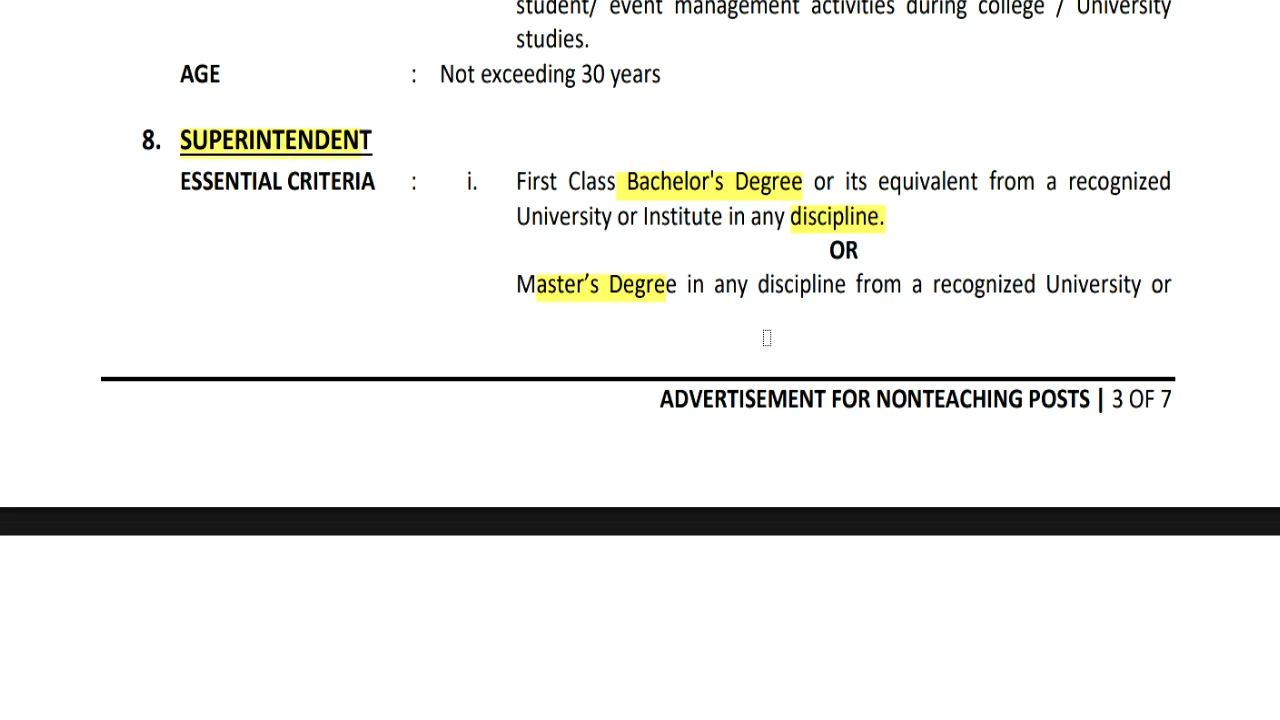 student/ event management activities during college / University
studies.
AGE : Not exceeding 30 years
8. SUPERINTENDENT
ESSENTIAL CRITERIA : i. First Class Bachelor's Degree or its equivalent from a recognized
University or Institute in any discipline.
OR
Master’s Degree in any discipline from a recognized University or
ADVERTISEMENT FOR NONTEACHING POSTS | 3 OF 7